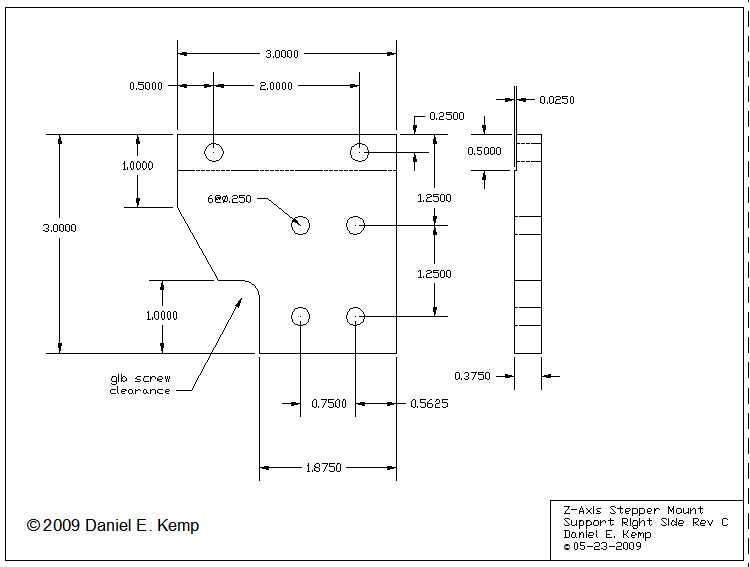 3.0000
0.5000
2.0000
0.2500
0.0250
1.0000
0.5000
6@Ø.250
1.2500
3.0000
1.2500
1.0000
glb screw
clearance
0.3750
0.7500
0.5625
1.8750
Z-Axis Stepper Mount
Support Right Side Rev C
Daniel E. Kemp
©05-23-2009
© 2009 Daniel E. Kemp